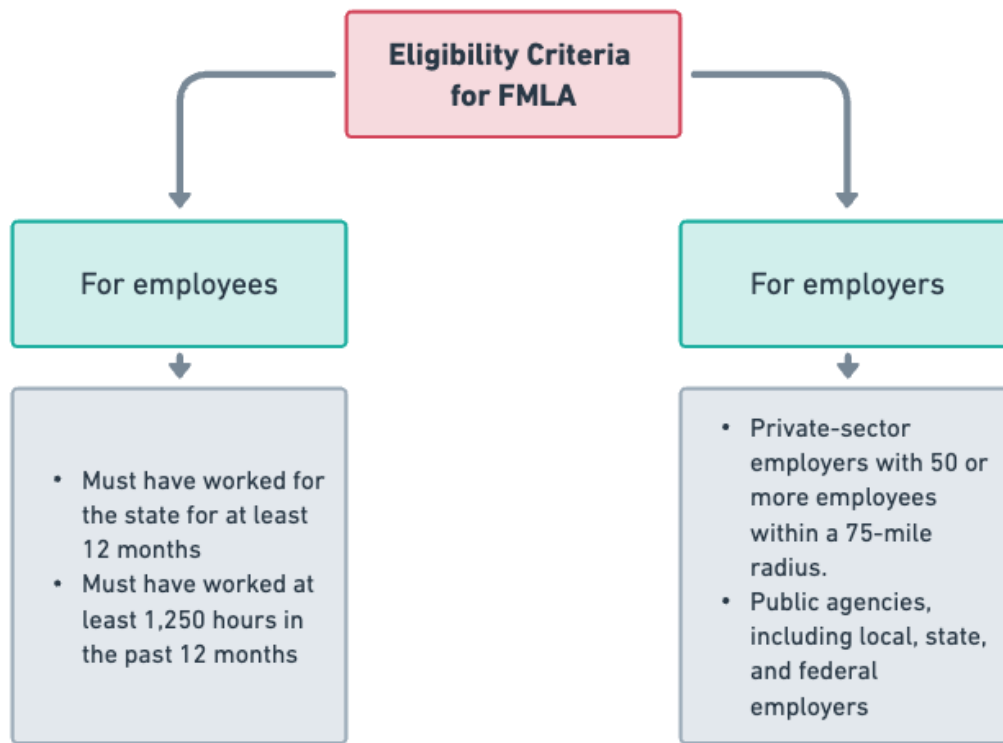 Eligibility Criteria
for FMLA
For employees
For employers
• Must have worked for
the state for at least
12 months
• Must have worked at
least 1,250 hours in
the past 12 months
• Private-sector
employers with 50 or
more employees
within a 75-mile
radius.
• Public agencies,
including local, state,
and federal
employers